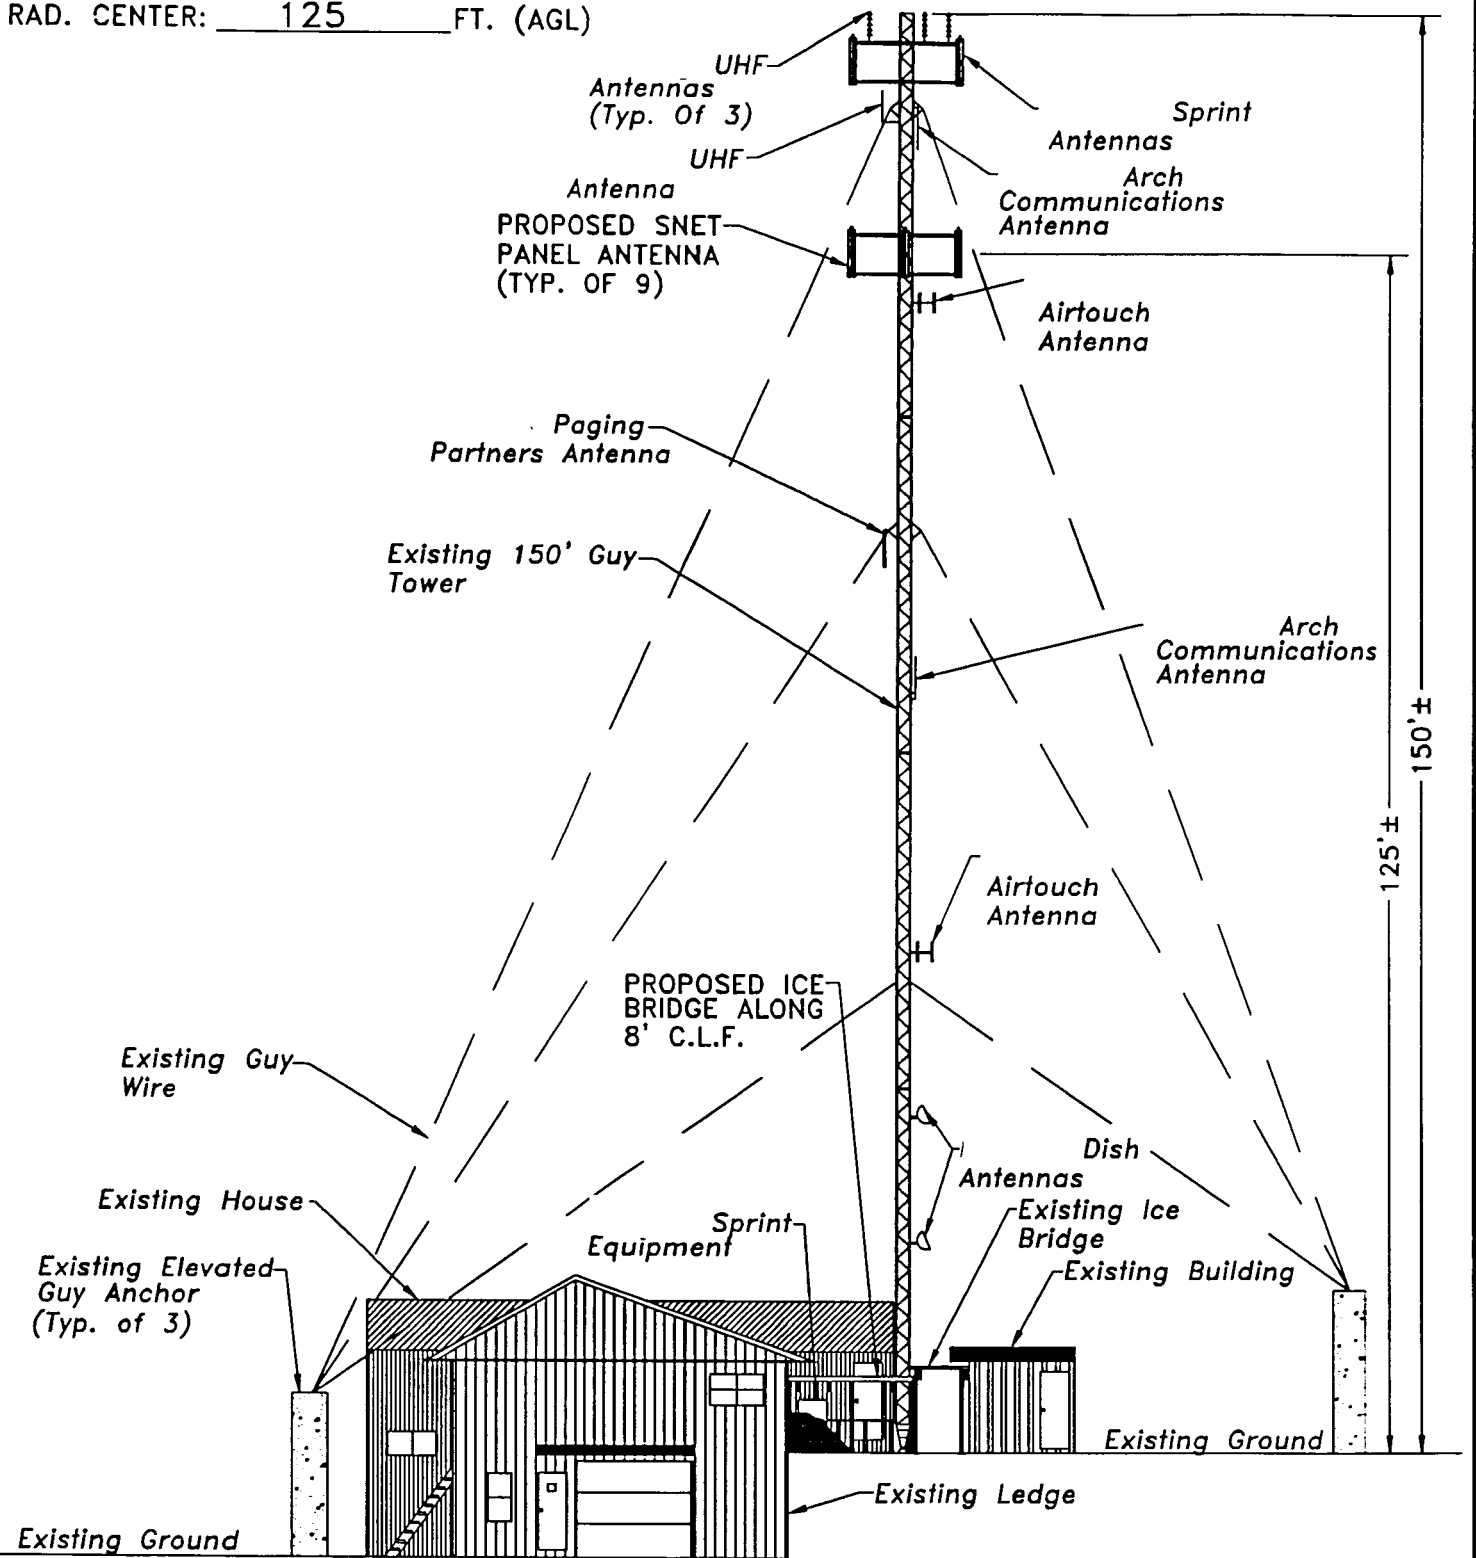 RAD. CENTER: 125 FT. (AGL)
UHF
Antennas
(Typ. Of 3)
UHF
Antenna
Sprint
Antennas
Arch
Communications
Antenna
PROPOSED SNET
PANEL ANTENNA
(TYP. OF 9)
Airtouch
Antenna
Paging
Partners Antenna
Existing 150' Guy
Tower
Arch
Communications
Antenna
150'±
125'±
Airtouch
Antenna
PROPOSED ICE
BRIDGE ALONG
8' C.L.F.
Existing Guy
Wire
Dish
Antennas
Existing House
Sprint
Equipment
Existing Ice
Bridge
Existing Elevated
Guy Anchor
(Typ. of 3)
Existing Building
Existing Ground
Existing Ledge
Existing Ground